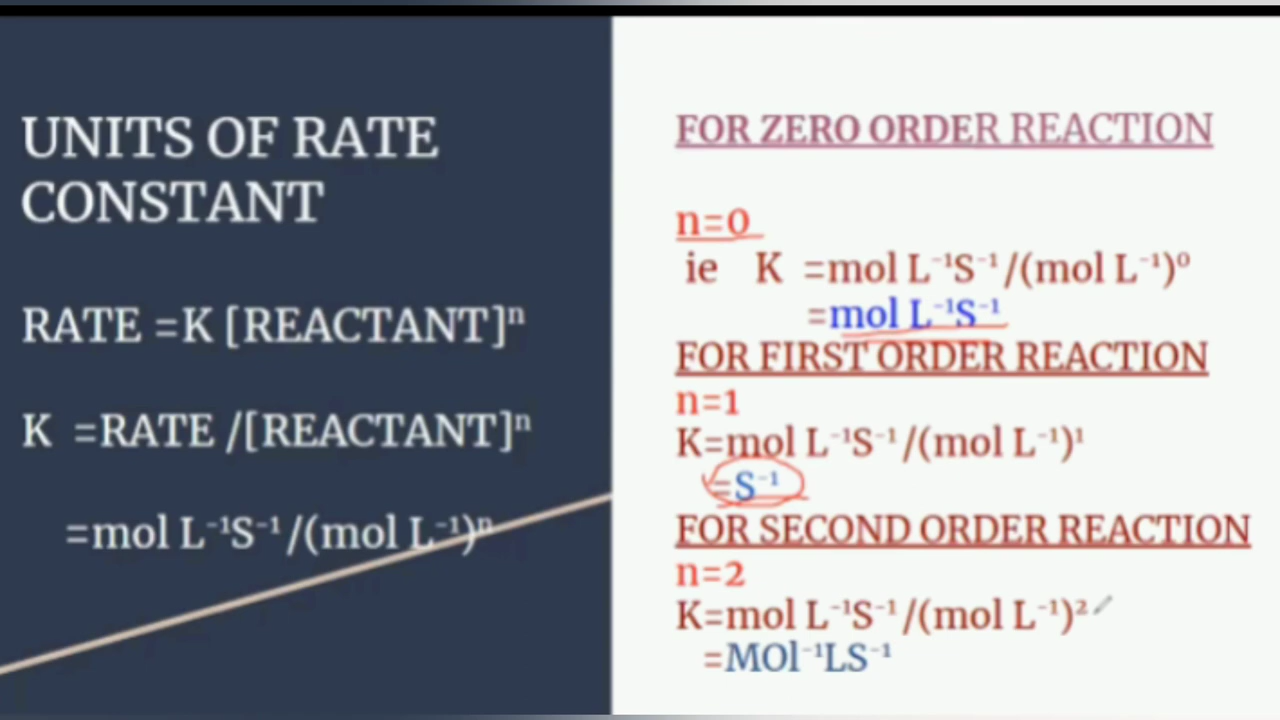 UNITS OF RATE
CONSTANT
RATE =K [REACTANT]ⁿ
K =RATE /[REACTANT]ⁿ
=mol L⁻¹S⁻¹/(mol L⁻¹)ⁿ
FOR ZERO ORDER REACTION
n=0
ie K =mol L⁻¹S⁻¹/(mol L⁻¹)⁰
=mol L⁻¹S⁻¹
FOR FIRST ORDER REACTION
n=1
K=mol L⁻¹S⁻¹/(mol L⁻¹)¹
=S⁻¹
FOR SECOND ORDER REACTION
n=2
K=mol L⁻¹S⁻¹/(mol L⁻¹)²
=MOl⁻¹LS⁻¹